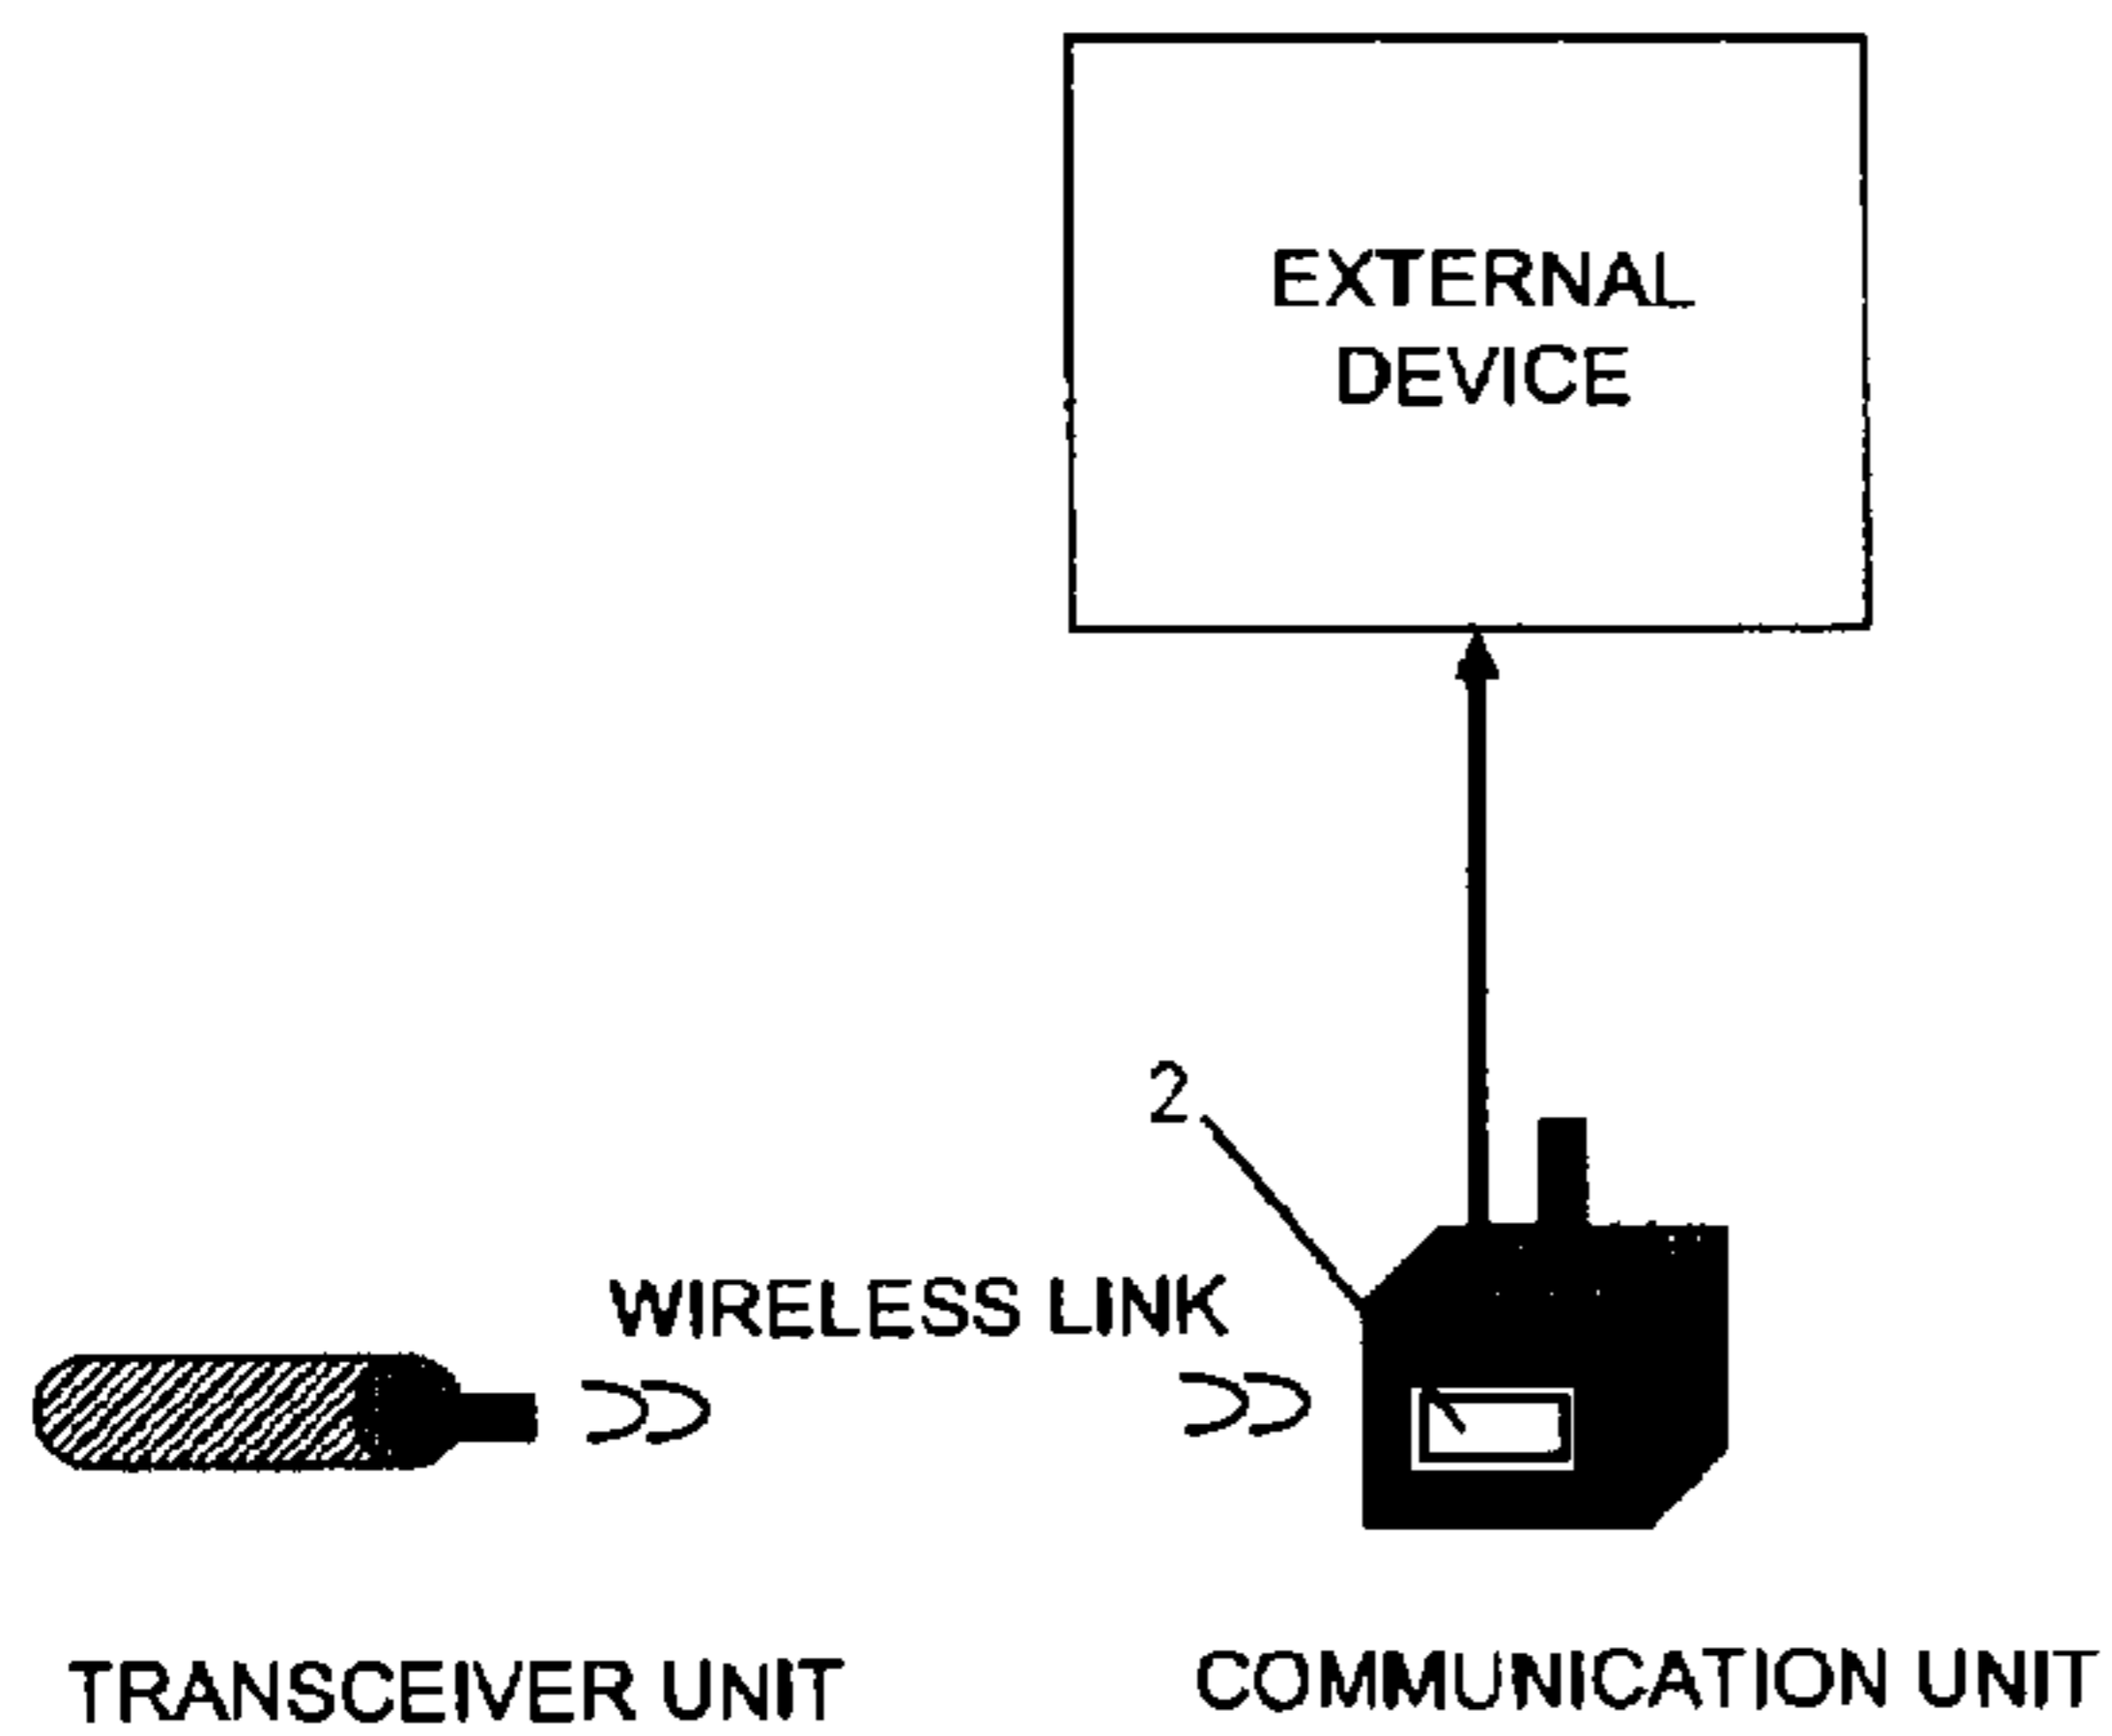 EXTERNAL
DEVICE
2
WIRELESS LINK
TRANSCEIVER UNIT
COMMUNICATION UNIT